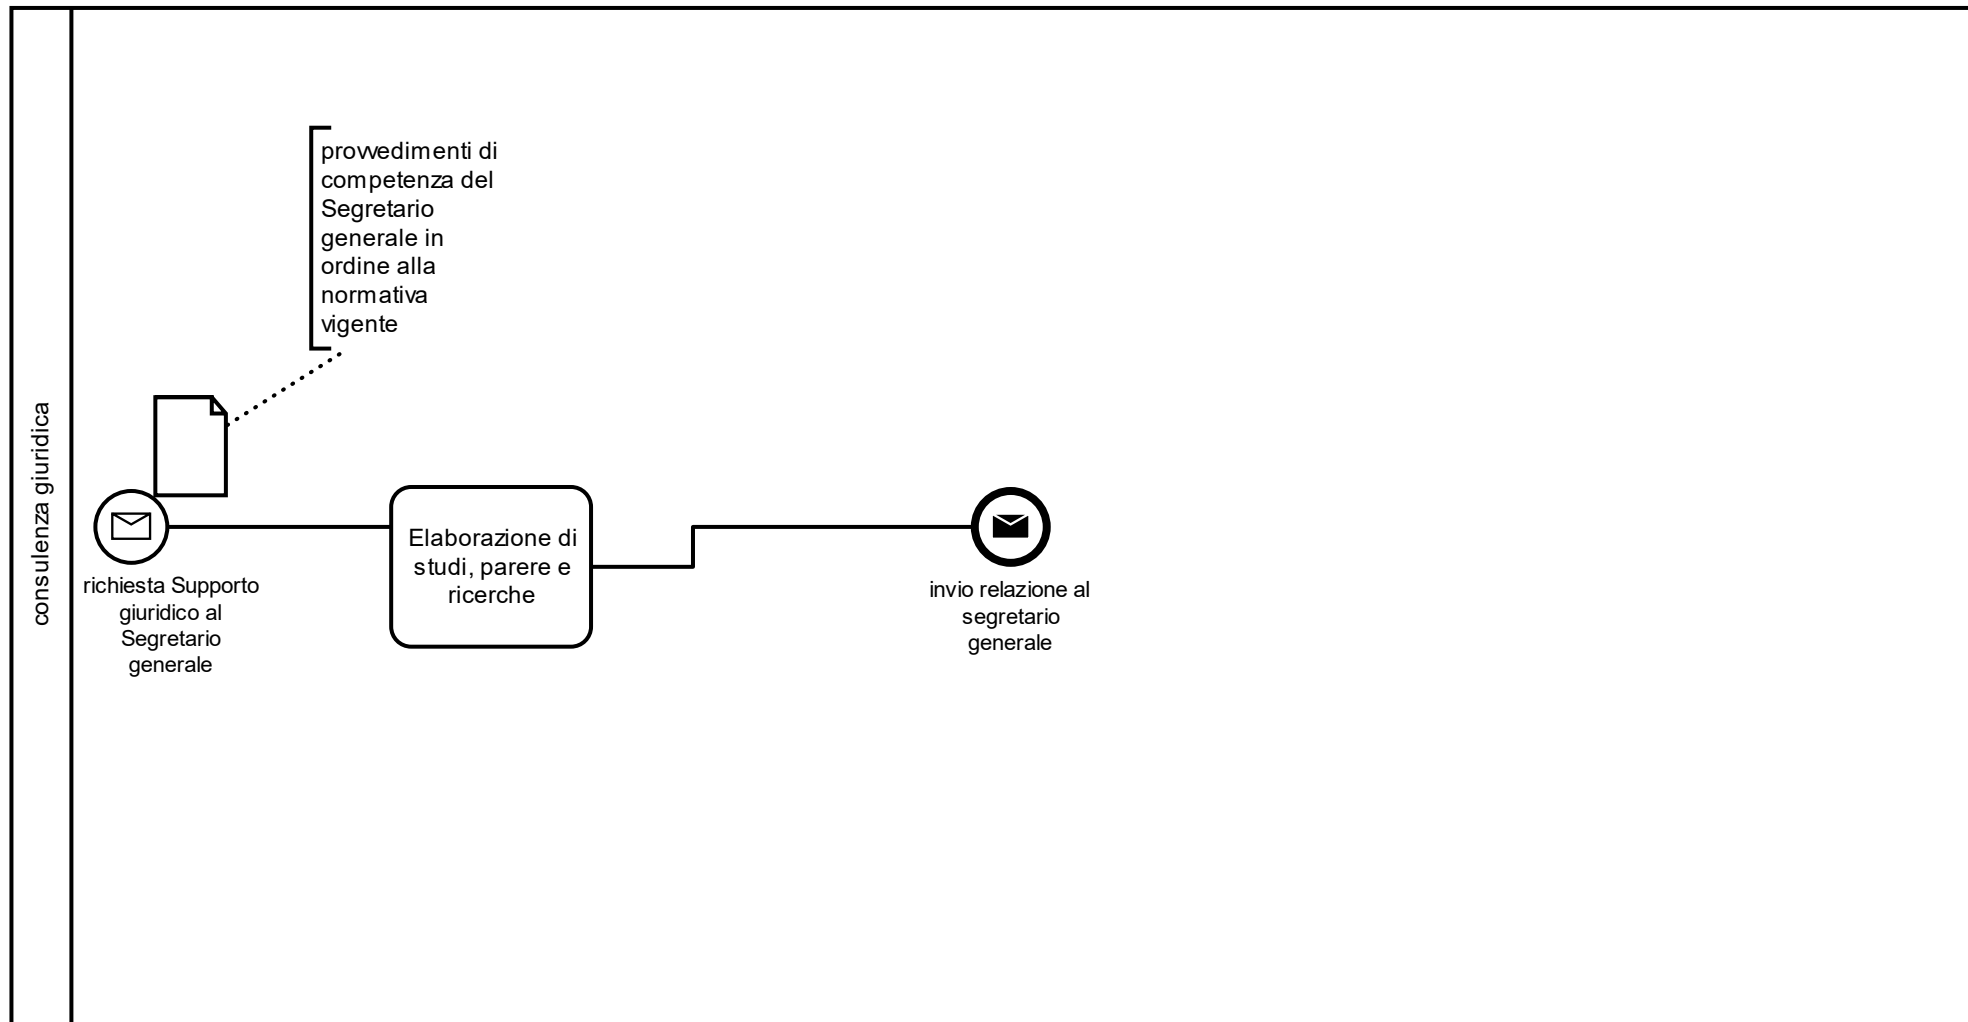 consulenza giuridica
provvedimenti di
competenza del
Segretario
generale in
ordine alla
normativa
vigente
richiesta Supporto
giuridico al
Segretario
generale
Elaborazione di
studi, parere e
ricerche
invio relazione al
segretario
generale